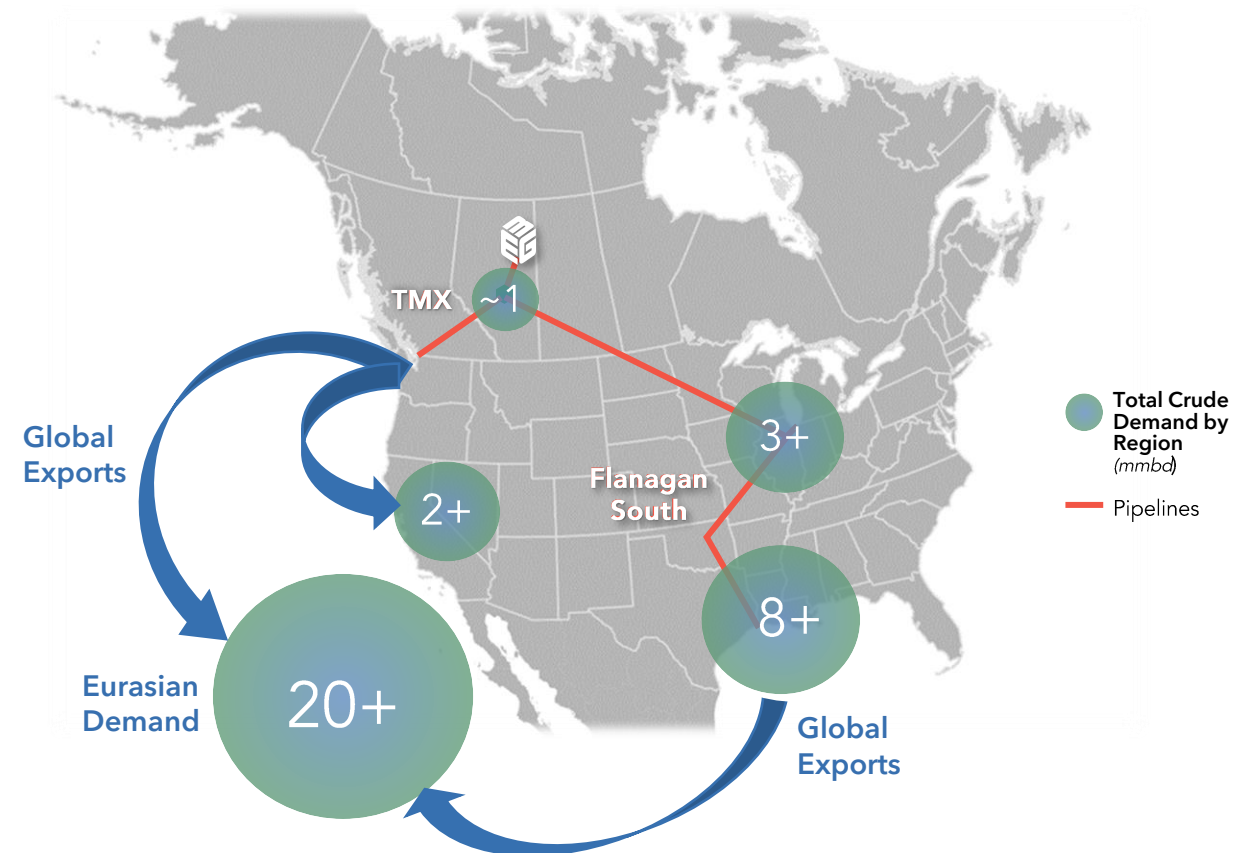 MEG
TMX
~1
Global
Exports
3+
Flanagan
South
2+
8+
Eurasian
Demand
20+
Global
Exports
Total Crude
Demand by
Region
(mmbd)
Pipelines